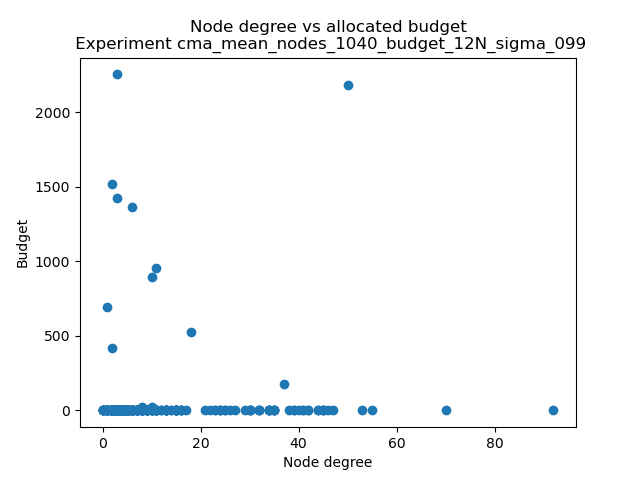 Node degree vs allocated budget
Experiment cma_mean_nodes_1040_budget_12N_sigma_099
Budget
2000
1500
1000
500
0
0 20 40 60 80
Node degree